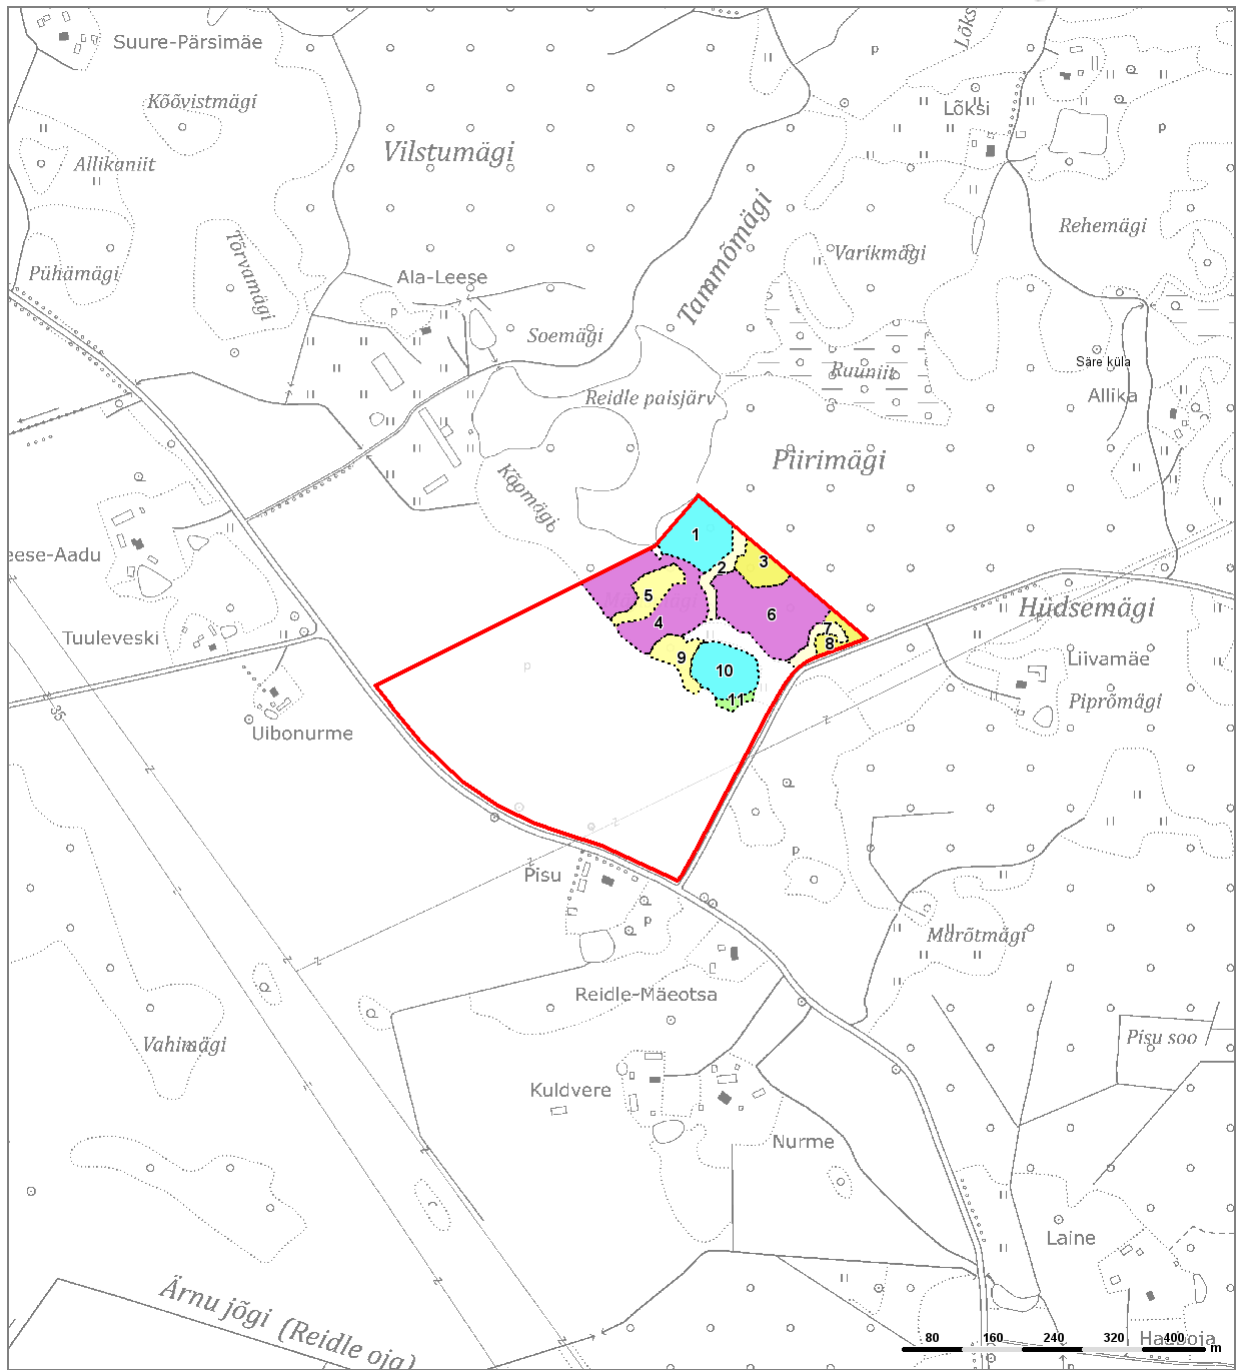 Suure-Pärsimäe
Kõõvistmägi
Allikaniit
Vilstumägi
Lõksi
Lõksi
Tammõmägi
Rehemägi
Varikmägi
Pühämägi
Tõrvamägi
Ala-Leese
Soemägi
Ruuniit
Säre küla
Allika
Reidle paisjärv
Piirimägi
Käomägi
eese-Aadu
1
2
3
4
5
6
7
8
9
10
11
Hüdsemägi
Tuuleveski
Liivamäe
Piprõmägi
35
Uibonurme
Pisu
Marõtmägi
Reidle-Mäeotsa
Pisu soo
Vahimägi
Kuldvere
Nurme
Laine
Ärnu jõgi (Reidle oja)
80 160 240 320 400 m